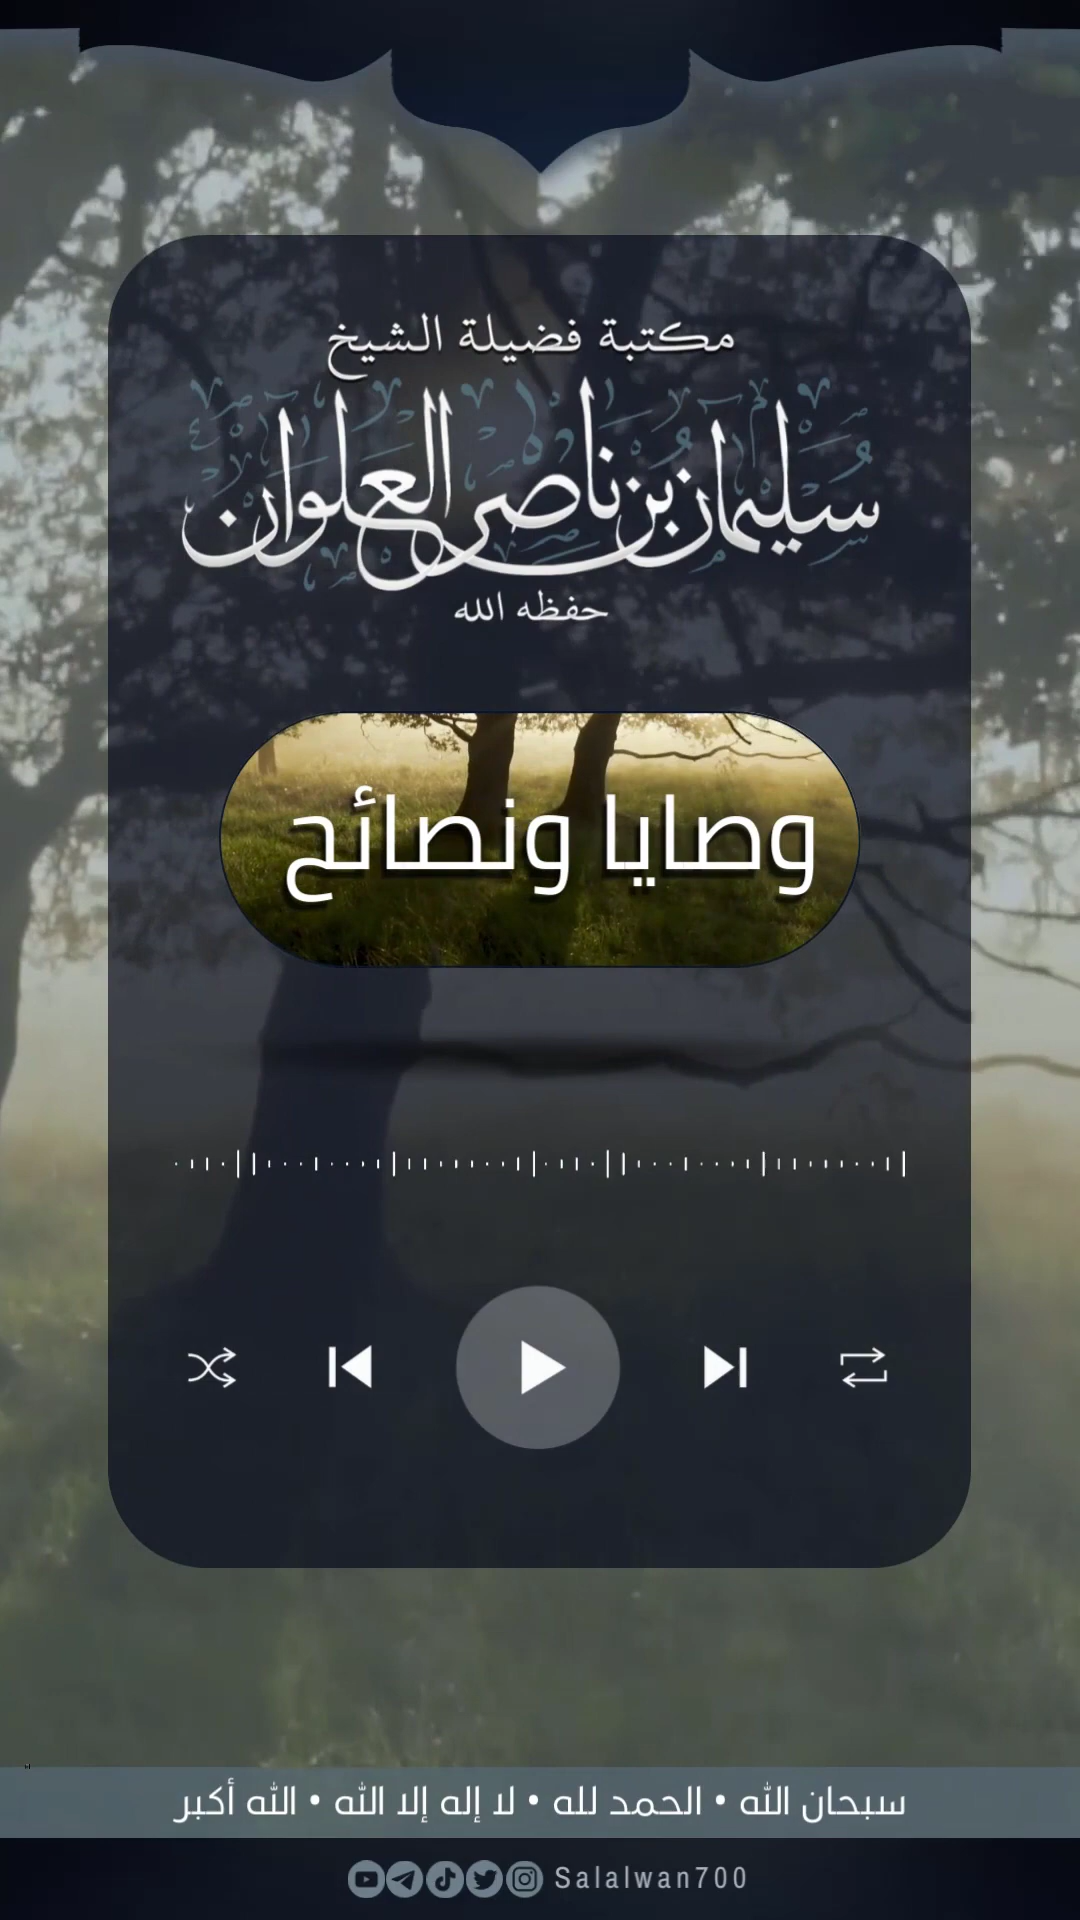 مكتبة فضيلة الشيخ
سليمان بن ناصر العلوان
حفظه الله
وصايا ونصائح
سبحان الله • الحمد لله • لا إله إلا الله • الله أكبر
Salalwan700